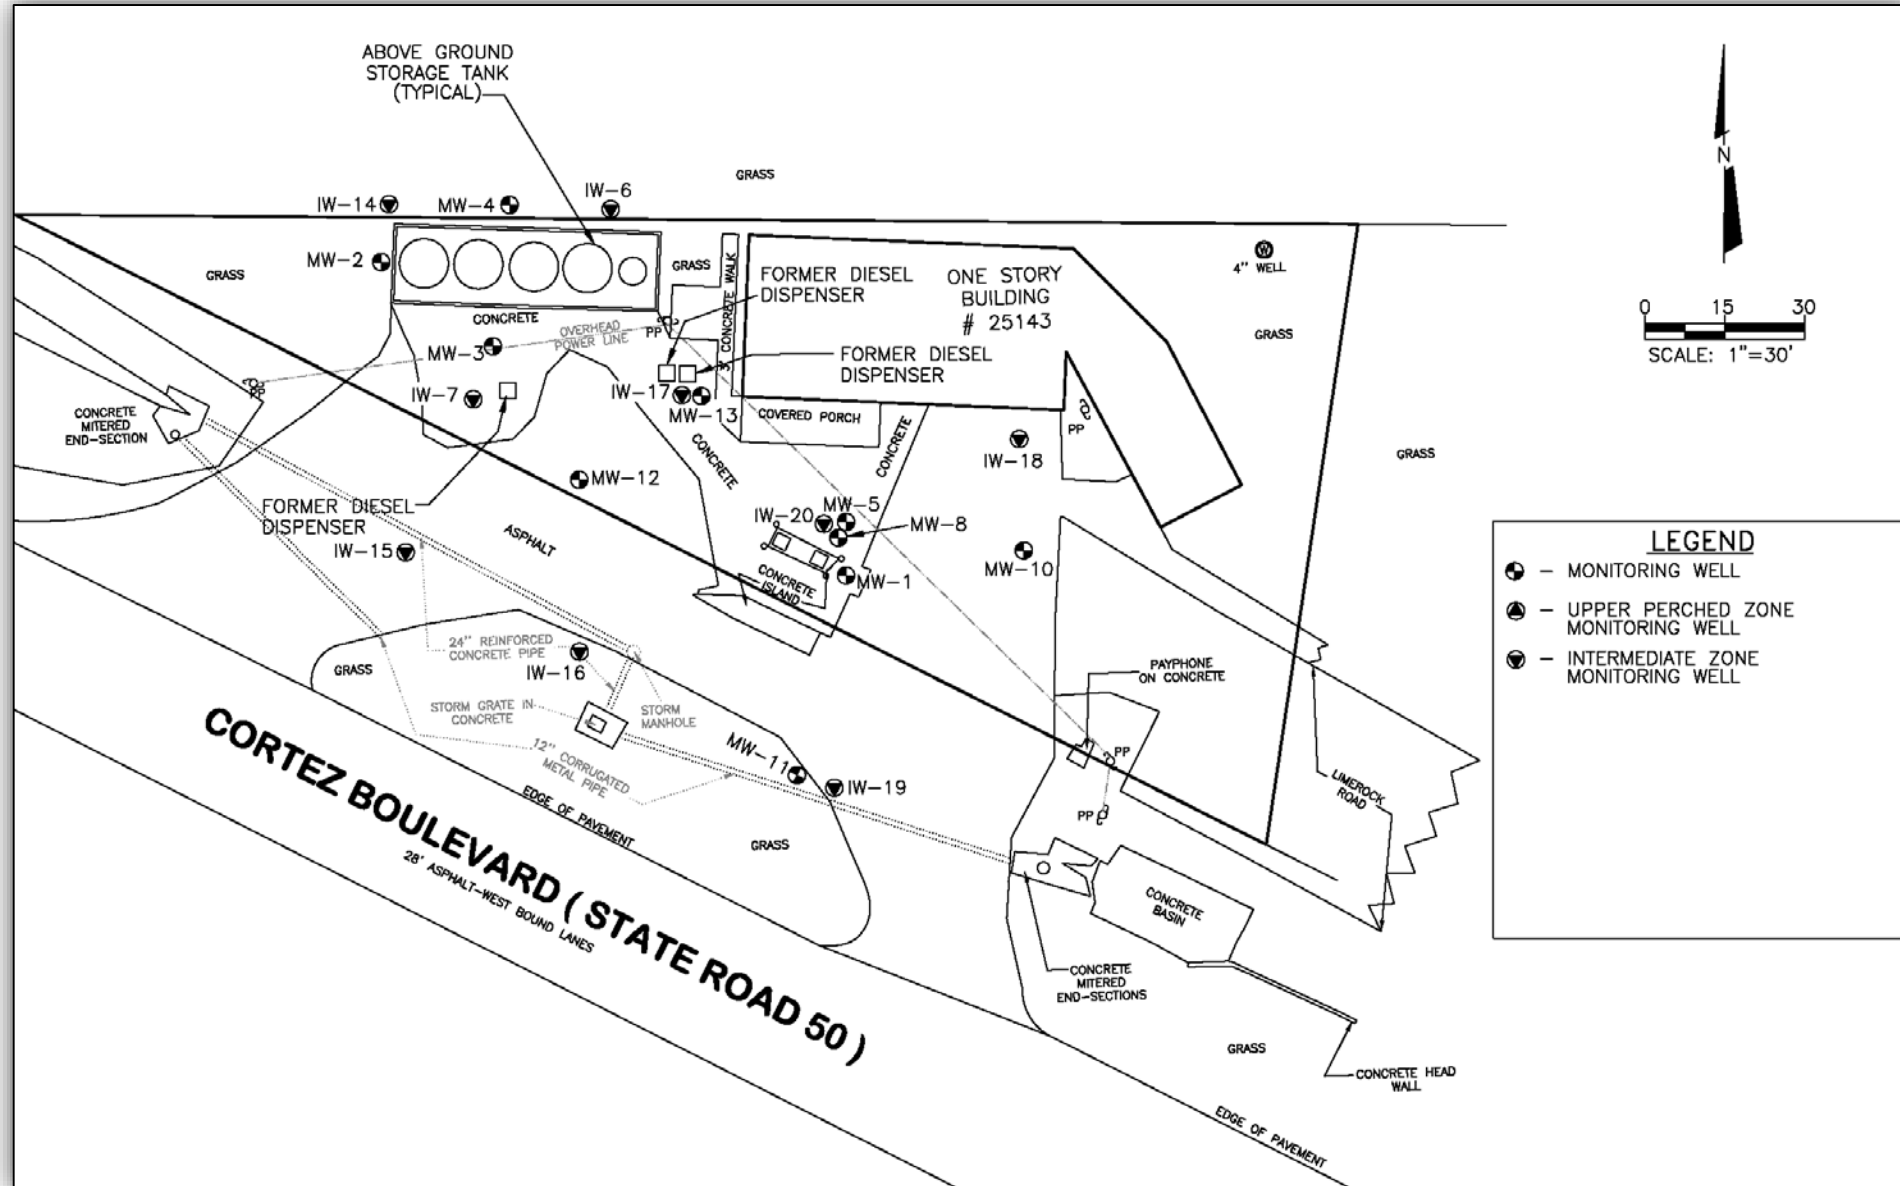 ABOVE GROUND
STORAGE TANK
(TYPICAL)
GRASS
N
IW-14
MW-4
IW-6
MW-2
GRASS
GRASS
3' CONCRETE WALK
FORMER DIESEL
DISPENSER
ONE STORY
BUILDING
# 25143
4" WELL
W
GRASS
0 15 30
SCALE: 1"=30'
CONCRETE
OVERHEAD
POWER LINE
PP
MW-3
FORMER DIESEL
DISPENSER
PP
IW-7
IW-17
MW-13
COVERED PORCH
CONCRETE
MITERED
END-SECTION
CONCRETE
CONCRETE
PP
IW-18
GRASS
MW-12
FORMER DIESEL
DISPENSER
IW-15
ASPHALT
IW-20
MW-5
MW-8
MW-1
CONCRETE
ISLAND
MW-10
LEGEND
- MONITORING WELL
- UPPER PERCHED ZONE
MONITORING WELL
- INTERMEDIATE ZONE
MONITORING WELL
24" REINFORCED
CONCRETE PIPE
GRASS
IW-16
STORM GRATE IN
CONCRETE
STORM
MANHOLE
PAYPHONE
ON CONCRETE
12" CORRUGATED
METAL PIPE
MW-11
IW-19
PP
PP
LIMEROCK
ROAD
EDGE OF PAVEMENT
GRASS
CORTEZ BOULEVARD ( STATE ROAD 50 )
28' ASPHALT-WEST BOUND LANES
CONCRETE
BASIN
CONCRETE
MITERED
END-SECTIONS
GRASS
CONCRETE HEAD
WALL
EDGE OF PAVEMENT